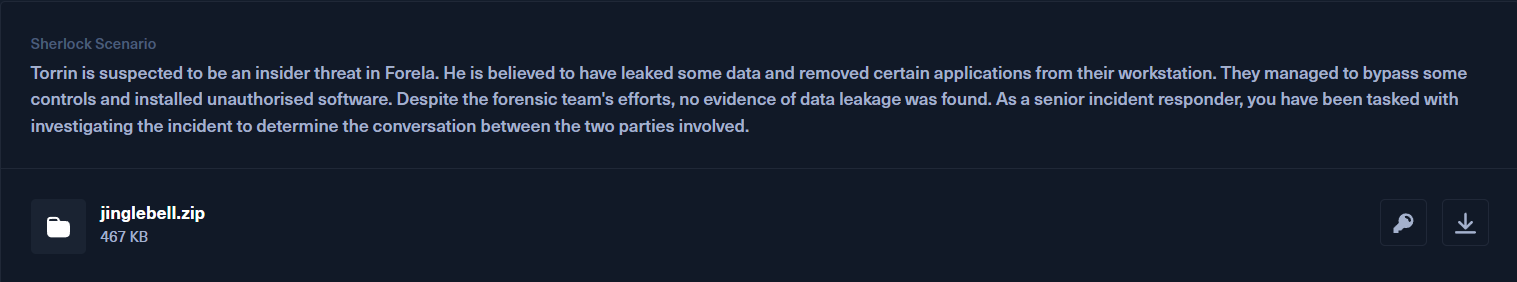 Sherlock Scenario
Torrin is suspected to be an insider threat in Forela. He is believed to have leaked some data and removed certain applications from their workstation. They managed to bypass some
controls and installed unauthorised software. Despite the forensic team's efforts, no evidence of data leakage was found. As a senior incident responder, you have been tasked with
investigating the incident to determine the conversation between the two parties involved.
jinglebell.zip
467 KB